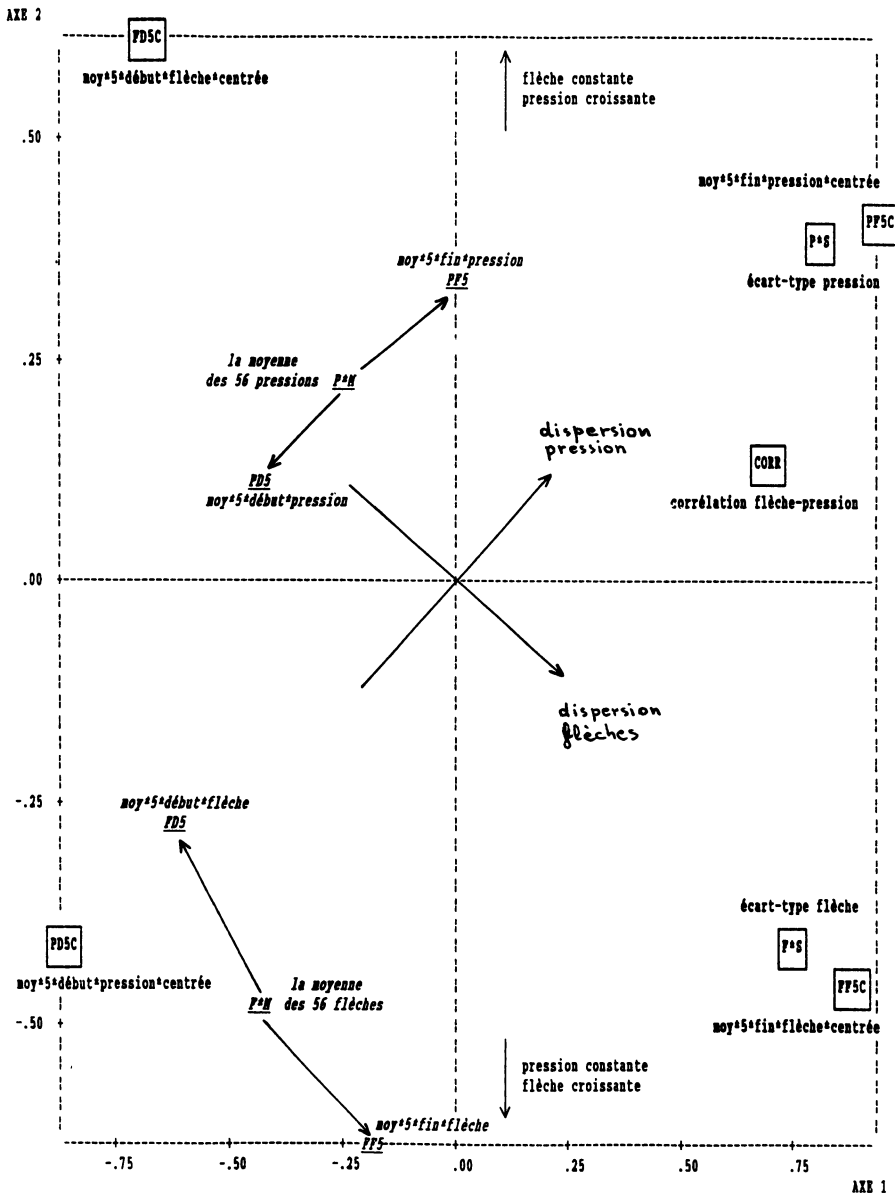 AXE 2
FD5C
moy*5*début*flèche*centrée
flèche constante
pression croissante
.50
moy*5*fin*pression*centrée
PF5C
P*S
écart-type pression
moy*5*fin*pression
PF5
.25
la moyenne
des 56 pressions P*M
PD5
moy*5*début*pression
dispersion
pression
CORR
corrélation flèche-pression
.00
dispersion
flèches
-.25
moy*5*début*flèche
FD5
écart-type flèche
PD5C
F*S
moy*5*début*pression*centrée
la moyenne
F*M des 56 flèches
FF5C
-.50
moy*5*fin*flèche*centrée
pression constante
flèche croissante
moy*5*fin*flèche
FF5
-.75 -.50 -.25 .00 .25 .50 .75
AXE 1